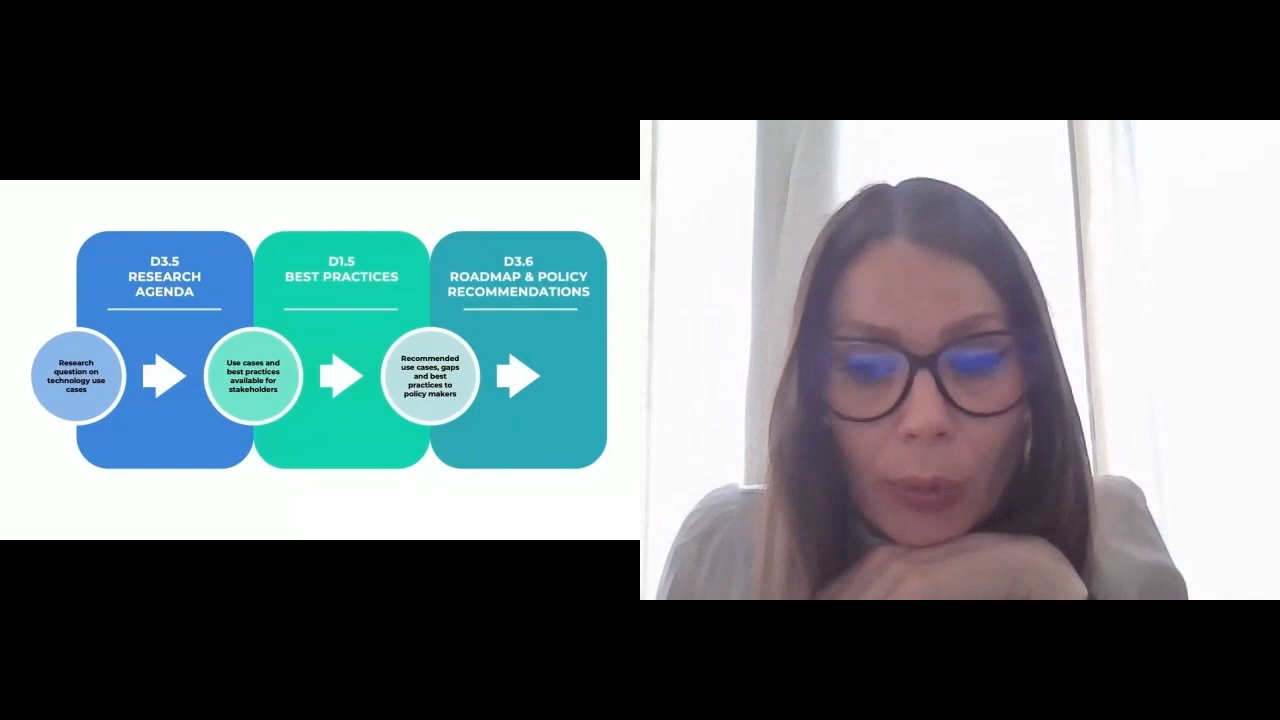 D3.5
RESEARCH
AGENDA
Research
question on
technology use
cases
D1.5
BEST PRACTICES
Use cases and
best practices
available for
stakeholders
D3.6
ROADMAP & POLICY
RECOMMENDATIONS
Recommended
use cases, gaps
and best
practices to
policy makers